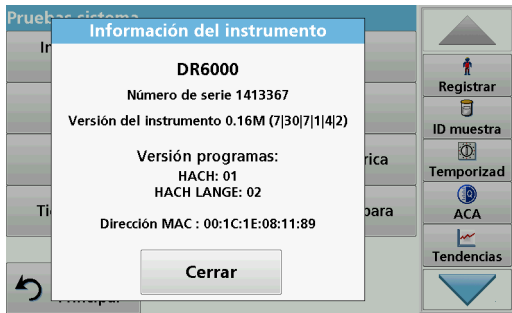 Pruebas sistema
Información del instrumento
DR6000
Número de serie 1413367
Versión del instrumento 0.16M (7|30|7|1|4|2)
Versión programas:
HACH: 01
HACH LANGE: 02
Dirección MAC : 00:1C:1E:08:11:89
Cerrar
Principal
Registrar
ID muestra
Temporizad
ACA
Tendencias